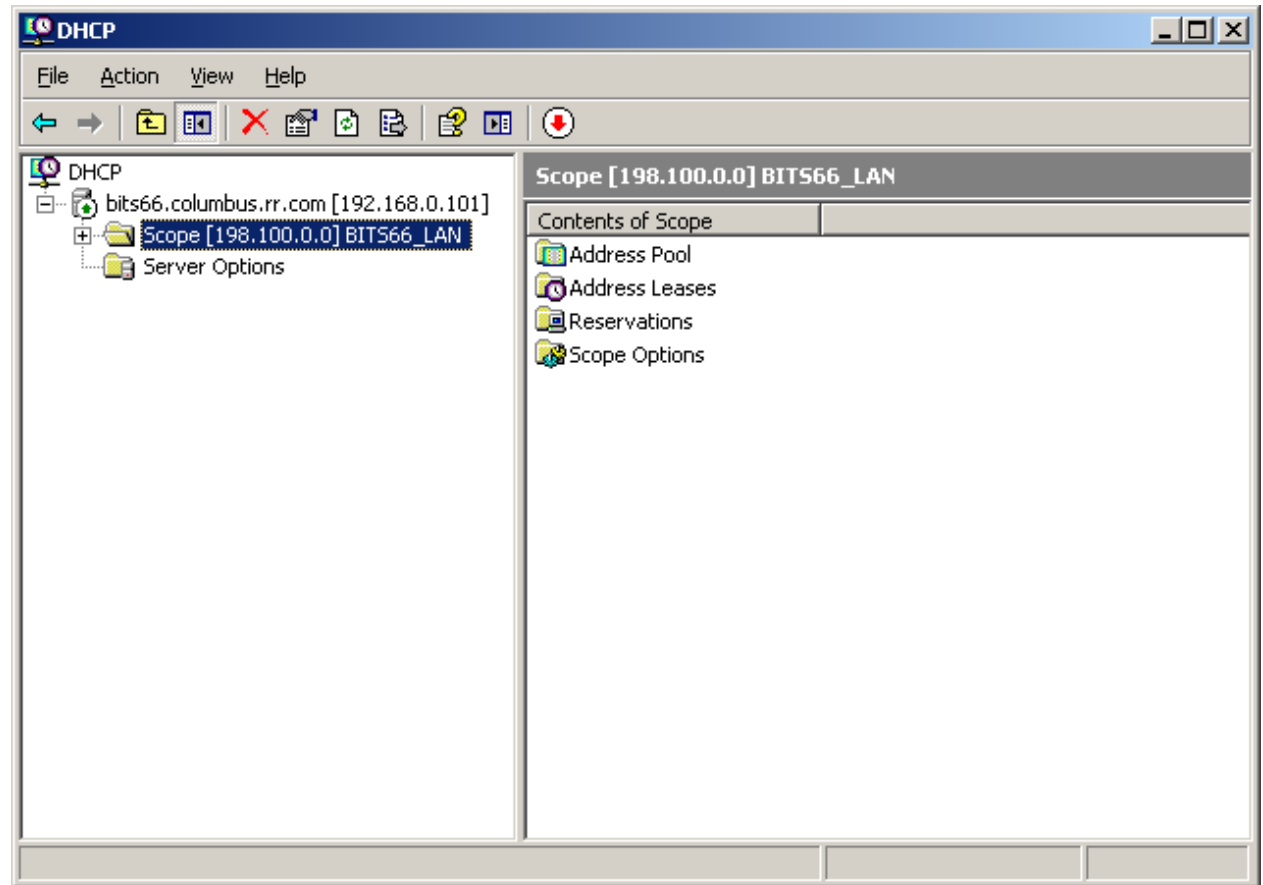 DHCP
File Action View Help
DHCP
bits66.columbus.rr.com [192.168.0.101]
Scope [198.100.0.0] BITS66_LAN
Server Options
Scope [198.100.0.0] BITS66_LAN
Contents of Scope
Address Pool
Address Leases
Reservations
Scope Options